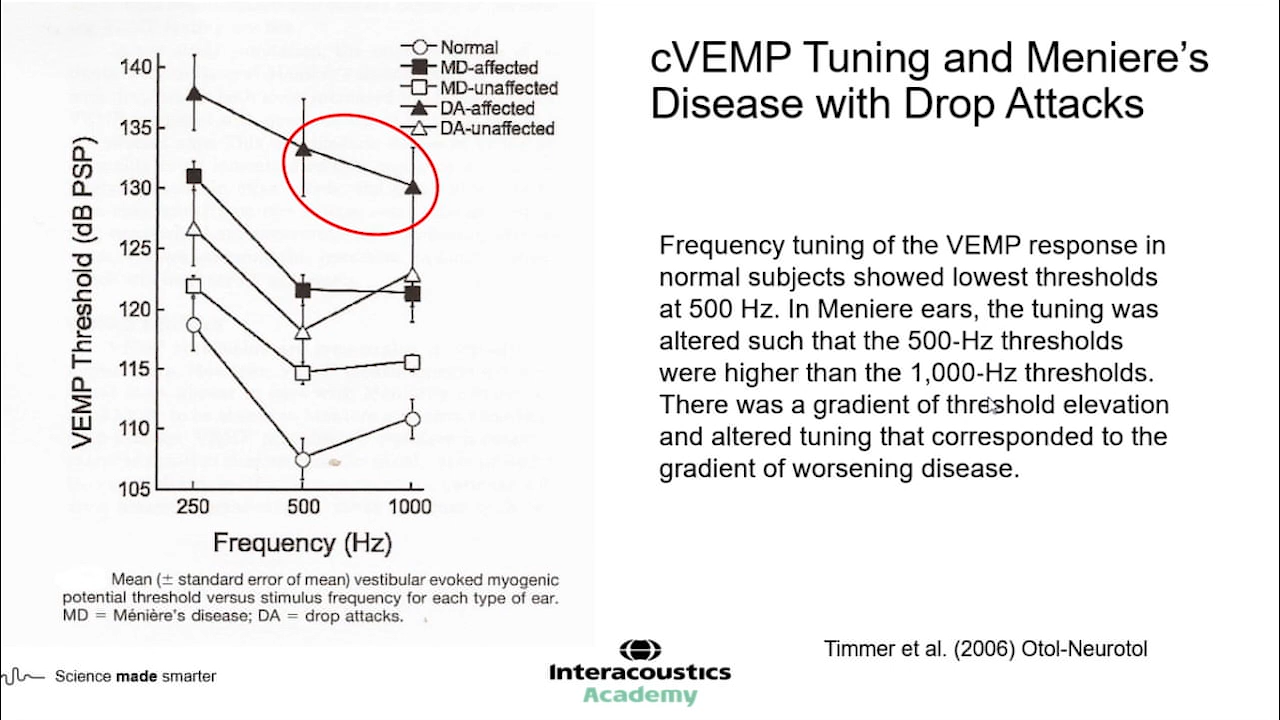 cVEMP Tuning and Meniere's
Disease with Drop Attacks
Normal
MD-affected
MD-unaffected
DA-affected
DA-unaffected
VEMP Threshold (dB PSP)
140
135
130
125
120
115
110
105
250 500 1000
Frequency (Hz)
Mean (± standard error of mean) vestibular evoked myogenic
potential threshold versus stimulus frequency for each type of ear.
MD = Ménière's disease; DA = drop attacks.
Frequency tuning of the VEMP response in
normal subjects showed lowest thresholds
at 500 Hz. In Meniere ears, the tuning was
altered such that the 500-Hz thresholds
were higher than the 1,000-Hz thresholds.
There was a gradient of threshold elevation
and altered tuning that corresponded to the
gradient of worsening disease.
Timmer et al. (2006) Otol-Neurotol
Science made smarter
Interacoustics
Academy